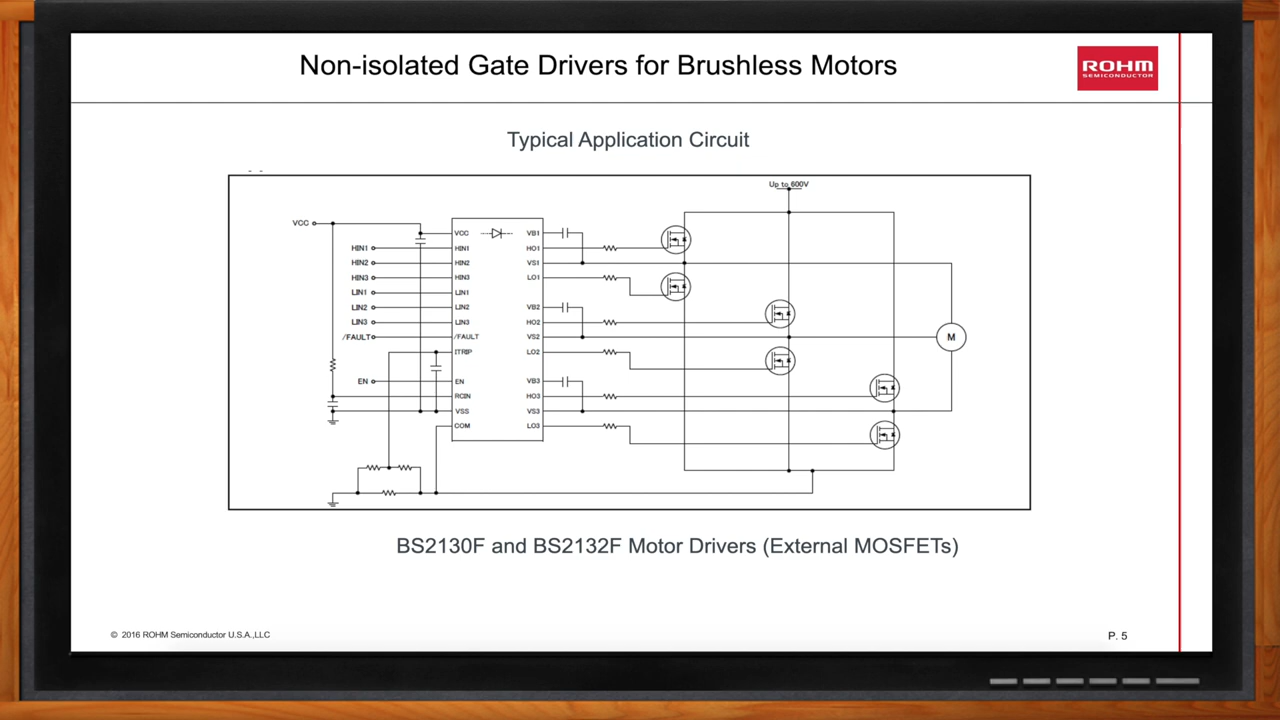 Non-isolated Gate Drivers for Brushless Motors
ROHM
SEMICONDUCTOR
Typical Application Circuit
Up to 600V
VCC
VCC
VB1
HIN1
HIN1
HO1
HIN2
HIN2
VS1
HIN3
HIN3
LO1
LIN1
LIN1
LIN2
LIN2
VB2
LIN3
LIN3
HO2
/FAULT
/FAULT
VS2
M
ITRIP
LO2
EN
EN
VB3
RCIN
HO3
VSS
VS3
COM
LO3
BS2130F and BS2132F Motor Drivers (External MOSFETs)
© 2016 ROHM Semiconductor U.S.A.,LLC
P. 5